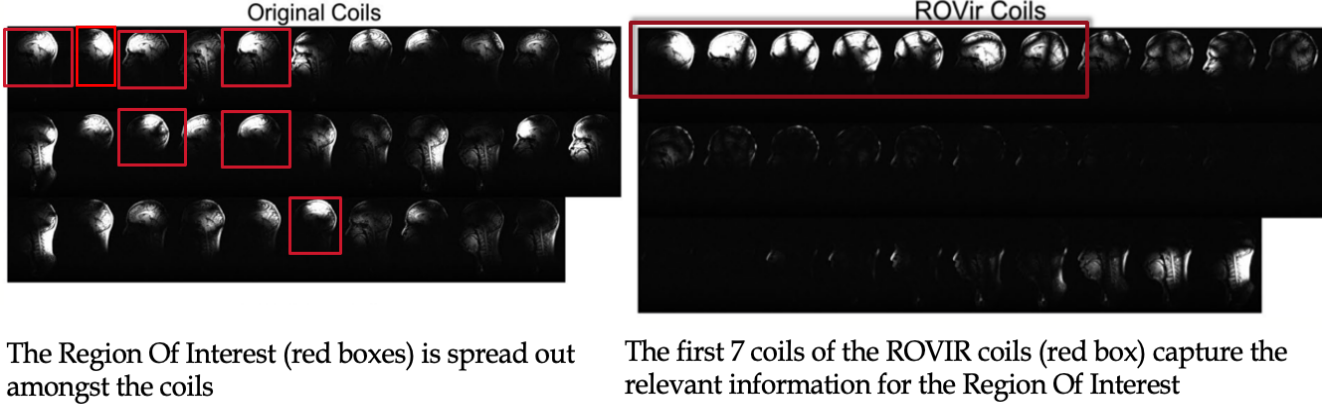 Original Coils
The Region Of Interest (red boxes) is spread out
amongst the coils
ROVir Coils
The first 7 coils of the ROVIR coils (red box) capture the
relevant information for the Region Of Interest